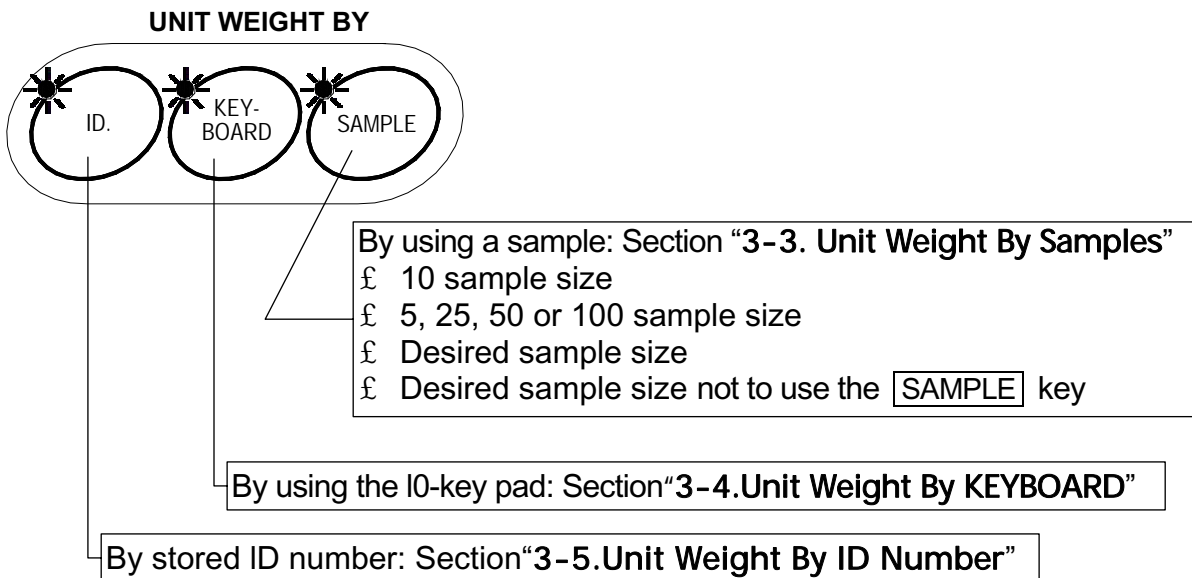 UNIT WEIGHT BY
ID.
KEY-
BOARD
SAMPLE
By using a sample: Section “3-3. Unit Weight By Samples”
£ 10 sample size
£ 5, 25, 50 or 100 sample size
£ Desired sample size
£ Desired sample size not to use the SAMPLE key
By using the l0-key pad: Section“3-4.Unit Weight By KEYBOARD”
By stored ID number: Section“3-5.Unit Weight By ID Number”